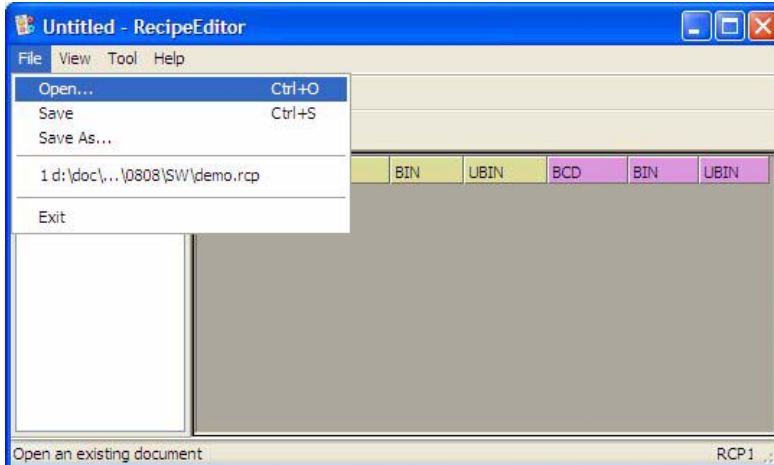 Untitled - RecipeEditor
File View Tool Help
Open... Ctrl+O
Save Ctrl+S
Save As...
1 d:\doc\...\0808\SW\demo.rcp
BIN UBIN BCD BIN UBIN
Exit
Open an existing document RCP1